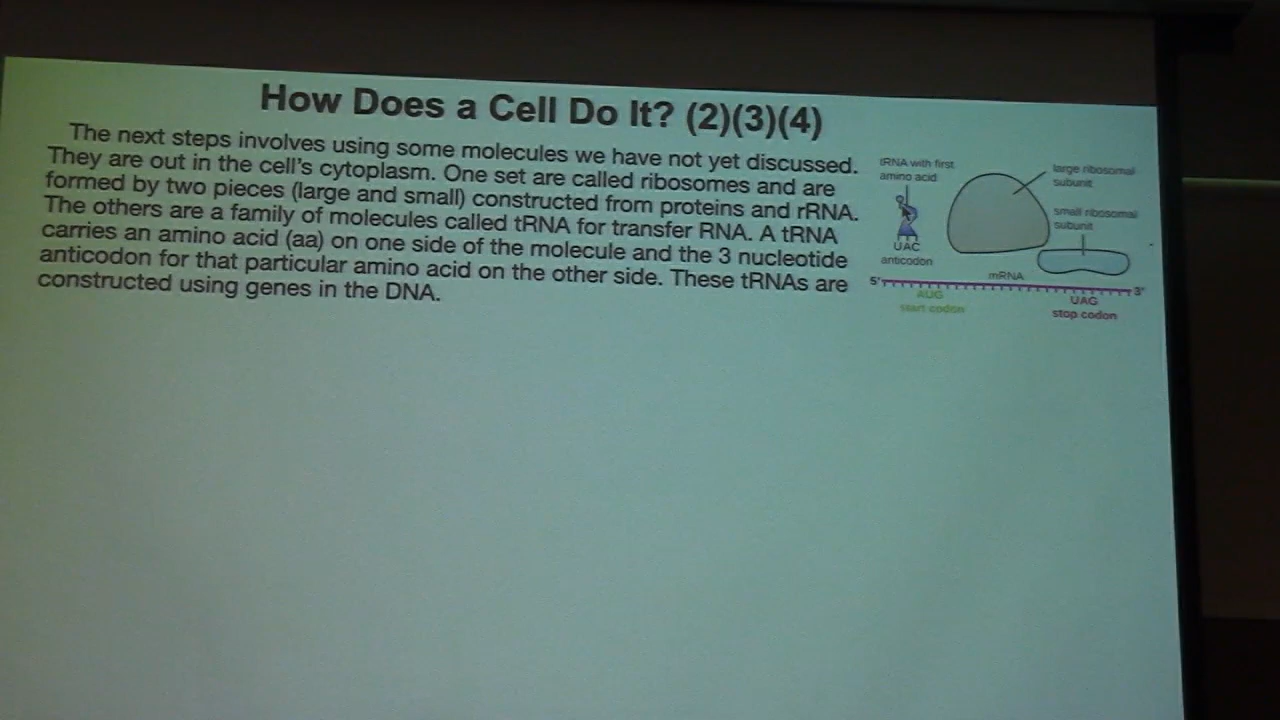 How Does a Cell Do It? (2)(3)(4)
The next steps involves using some molecules we have not yet discussed.
They are out in the cell's cytoplasm. One set are called ribosomes and are
formed by two pieces (large and small) constructed from proteins and rRNA.
The others are a family of molecules called tRNA for transfer RNA. A tRNA
carries an amino acid (aa) on one side of the molecule and the 3 nucleotide
anticodon for that particular amino acid on the other side. These tRNAs are
constructed using genes in the DNA.
tRNA with first
amino acid
UAC
anticodon
large ribosomal
subunit
small ribosomal
subunit
mRNA
5'
3'
AUG
start codon
UAG
stop codon